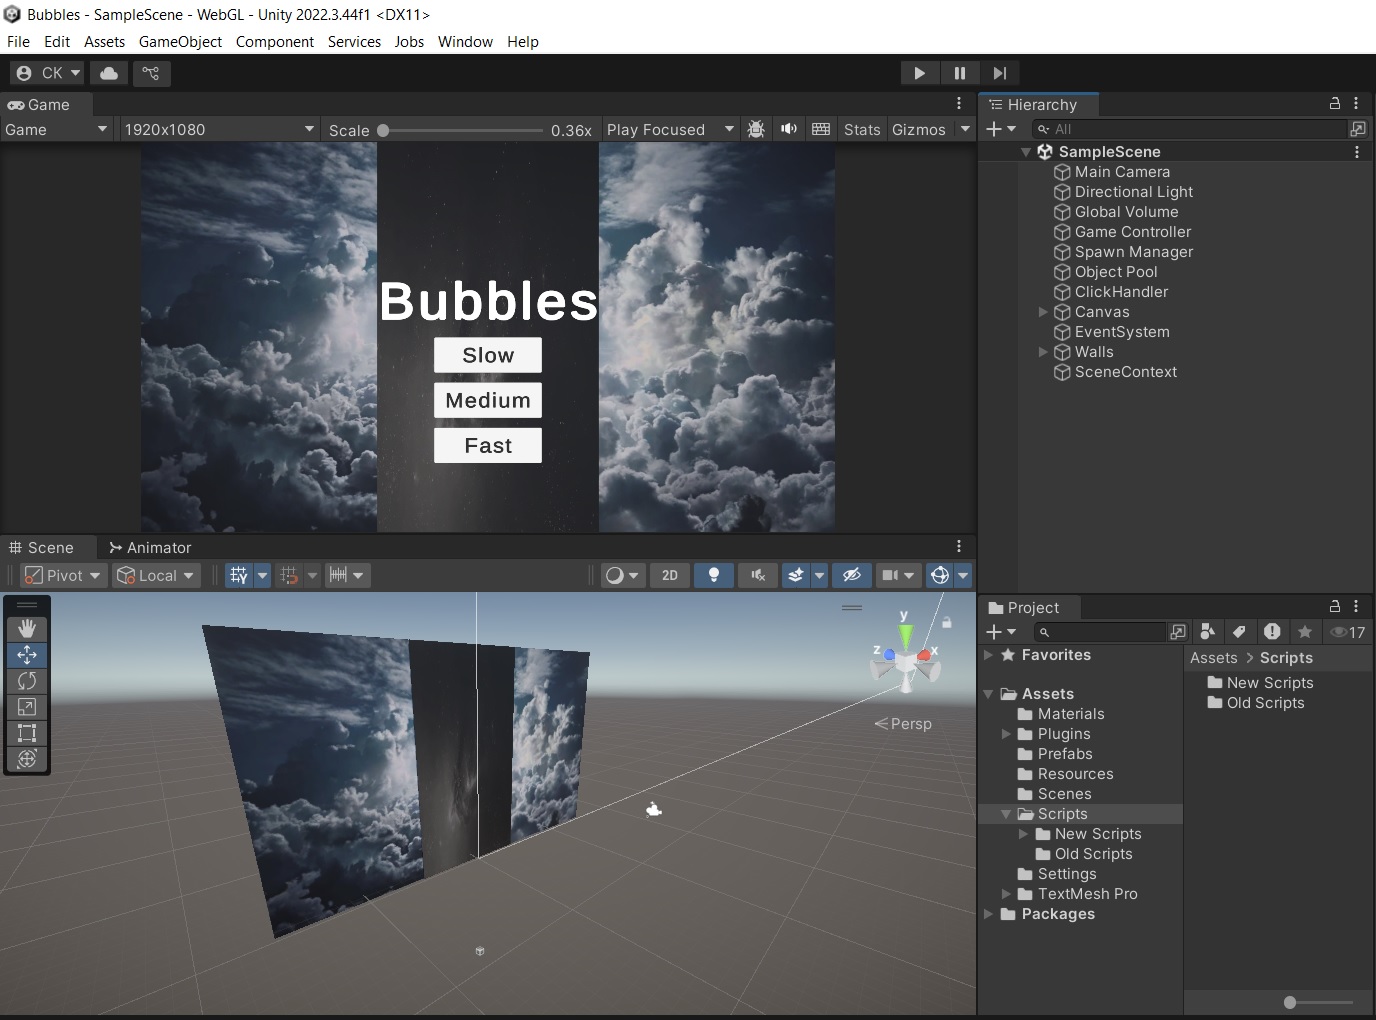 Bubbles - SampleScene - WebGL - Unity 2022.3.44f1 <DX11>
File Edit Assets GameObject Component Services Jobs Window Help
CK
Game
Game 1920x1080 Scale 0.36x Play Focused Stats Gizmos
Bubbles
Slow
Medium
Fast
Scene Animator
Pivot Local Y 2D
y
z x
Persp
Hierarchy
All
SampleScene
Main Camera
Directional Light
Global Volume
Game Controller
Spawn Manager
Object Pool
ClickHandler
Canvas
EventSystem
Walls
SceneContext
Project
17
Favorites
Assets
Materials
Plugins
Prefabs
Resources
Scenes
Scripts
New Scripts
Old Scripts
Settings
TextMesh Pro
Packages
Assets > Scripts
New Scripts
Old Scripts